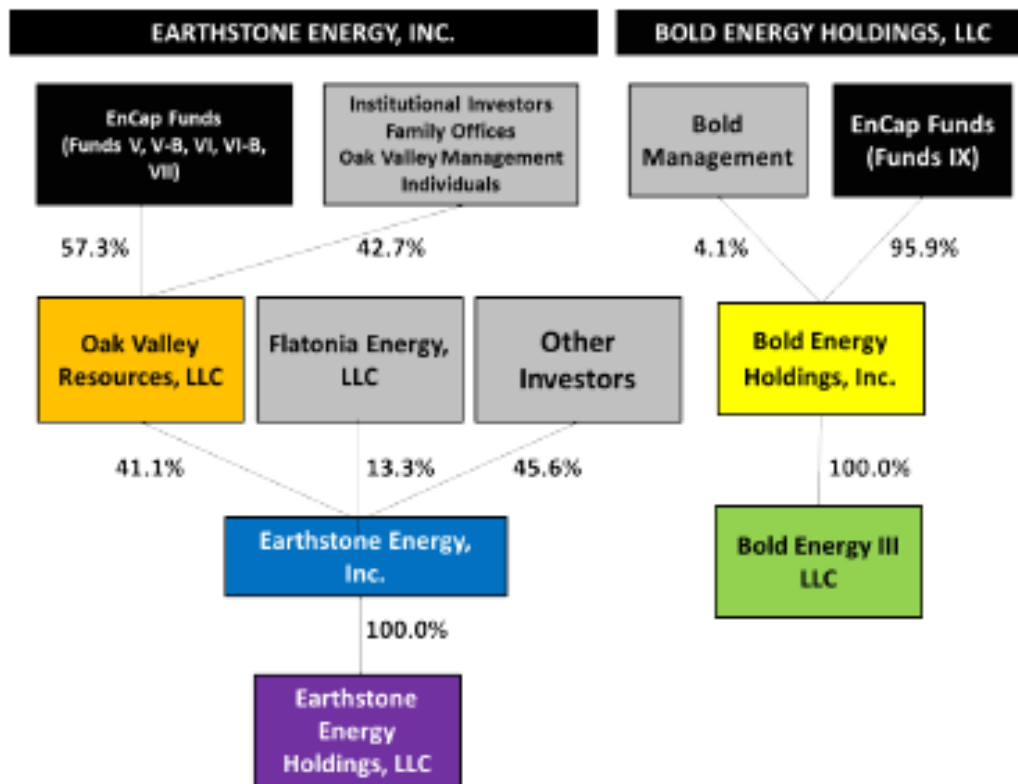 EARTHSTONE ENERGY, INC.
BOLD ENERGY HOLDINGS, LLC
EnCap Funds
(Funds V, V-B, VI, VI-B,
VII)
Institutional Investors
Family Offices
Oak Valley Management
Individuals
Bold
Management
EnCap Funds
(Funds IX)
57.3%
42.7%
4.1%
95.9%
Oak Valley
Resources, LLC
Flatonia Energy,
LLC
Other
Investors
Bold Energy
Holdings, Inc.
41.1%
13.3%
45.6%
100.0%
Earthstone Energy,
Inc.
Bold Energy III
LLC
100.0%
Earthstone
Energy
Holdings, LLC